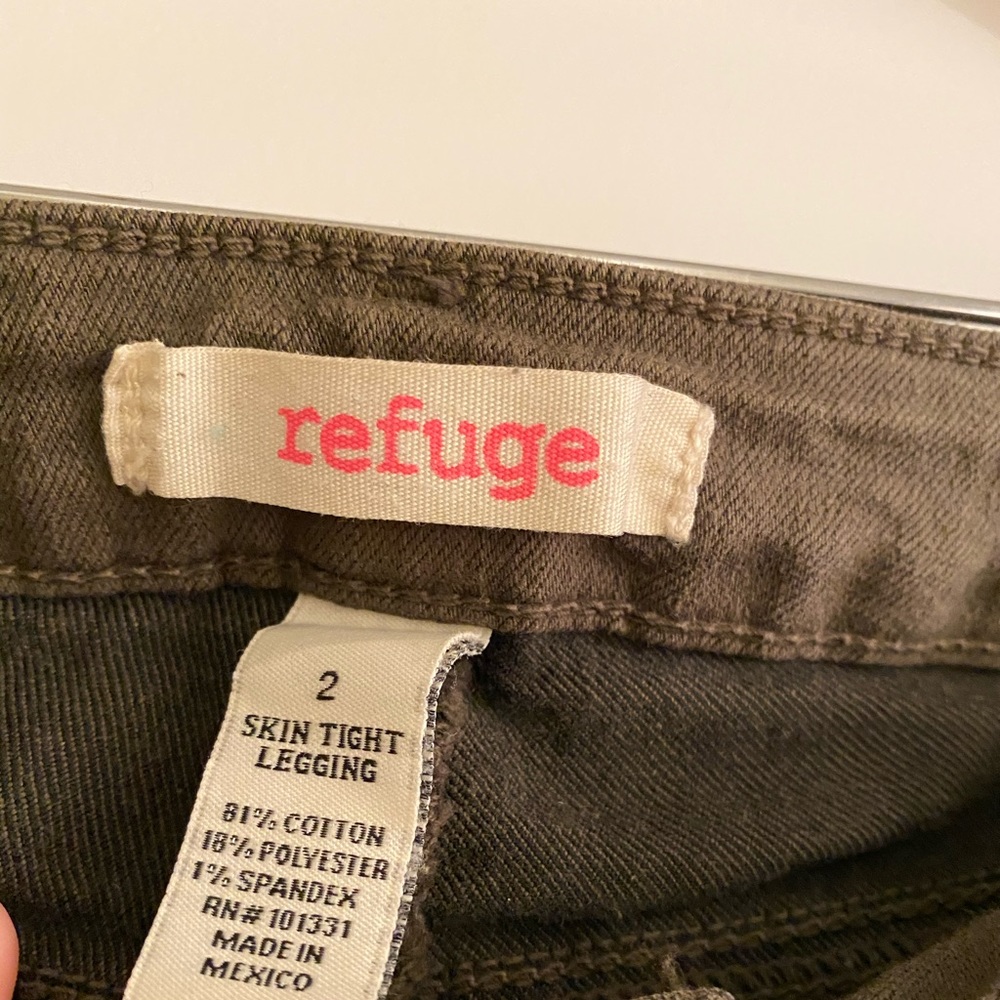 refuge
2
SKIN TIGHT
LEGGING
81% COTTON
18% POLYESTER
1% SPANDEX
RN# 101331
MADE IN
MEXICO